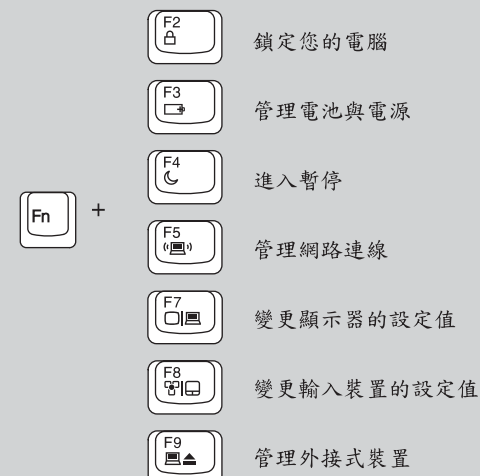 F2
鎖定您的電腦
F3
管理電池與電源
F4
進入暫停
Fn +
F5
管理網路連線
F7
變更顯示器的設定值
F8
變更輸入裝置的設定值
F9
管理外接式裝置